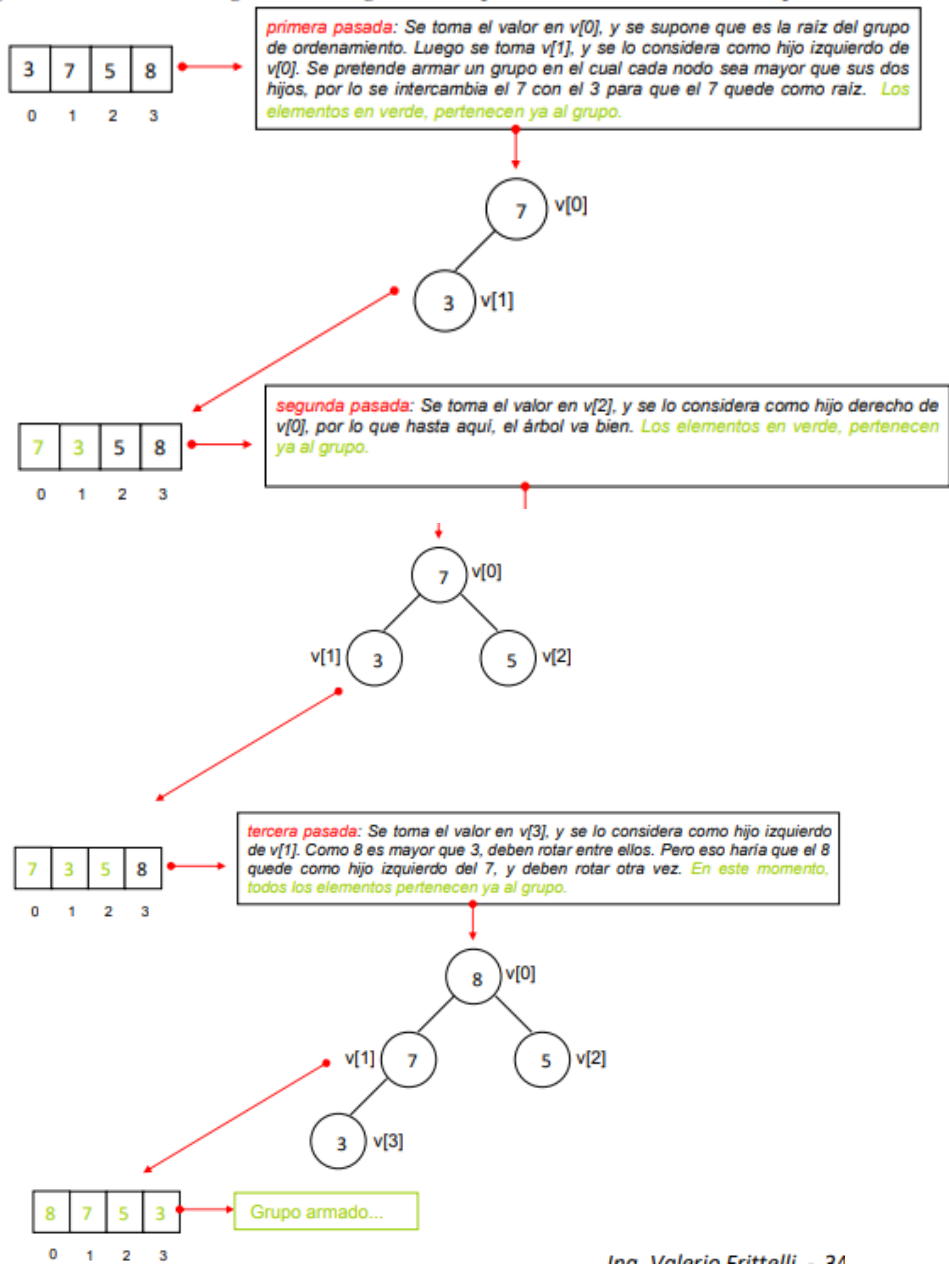 primera pasada: Se toma el valor en v[0], y se supone que es la raíz del grupo
de ordenamiento. Luego se toma v[1], y se lo considera como hijo izquierdo de
v[0]. Se pretende armar un grupo en el cual cada nodo sea mayor que sus dos
hijos, por lo se intercambia el 7 con el 3 para que el 7 quede como raíz. Los
elementos en verde, pertenecen ya al grupo.
3 7 5 8
0 1 2 3
7 v[0]
3 v[1]
segunda pasada: Se toma el valor en v[2], y se lo considera como hijo derecho de
v[0], por lo que hasta aquí, el árbol va bien. Los elementos en verde, pertenecen
ya al grupo.
7 3 5 8
0 1 2 3
7 v[0]
v[1] 3 5 v[2]
tercera pasada: Se toma el valor en v[3], y se lo considera como hijo izquierdo
de v[1]. Como 8 es mayor que 3, deben rotar entre ellos. Pero eso haría que el 8
quede como hijo izquierdo del 7, y deben rotar otra vez. En este momento,
todos los elementos pertenecen ya al grupo.
7 3 5 8
0 1 2 3
8 v[0]
v[1] 7 5 v[2]
3 v[3]
8 7 5 3
Grupo armado...
0 1 2 3
Ing. Valerio Frittelli - 34